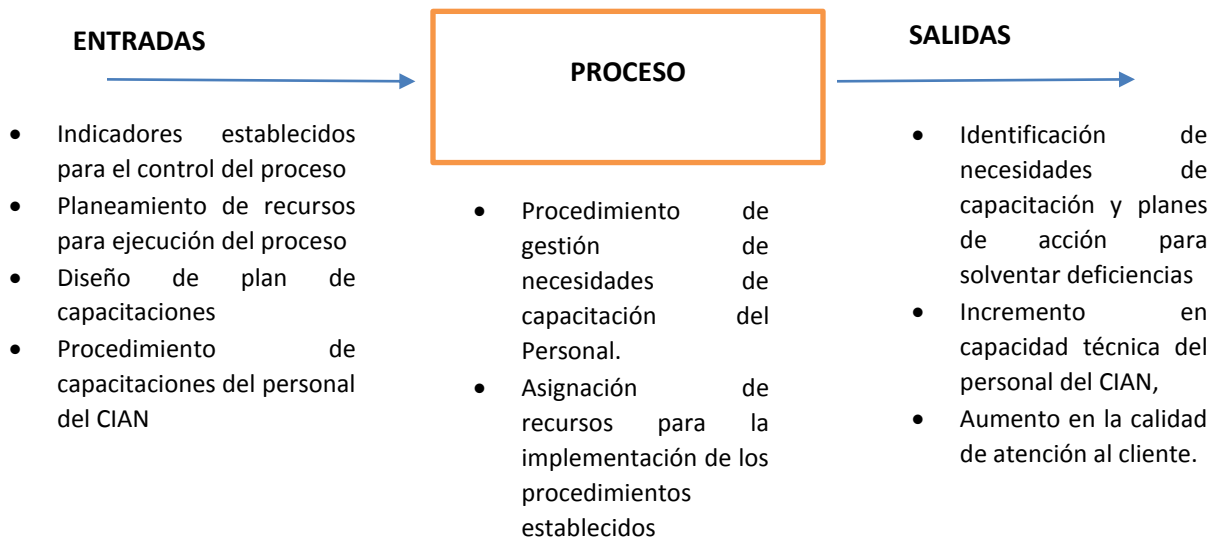 ENTRADAS
• Indicadores establecidos
para el control del proceso
• Planeamiento de recursos
para ejecución del proceso
• Diseño de plan de
capacitaciones
• Procedimiento de
capacitaciones del personal
del CIAN
PROCESO
• Procedimiento de
gestión de
necesidades de
capacitación del
Personal.
• Asignación de
recursos para la
implementación de los
procedimientos
establecidos
SALIDAS
• Identificación de
necesidades de
capacitación y planes
de acción para
solventar deficiencias
• Incremento en
capacidad técnica del
personal del CIAN,
• Aumento en la calidad
de atención al cliente.